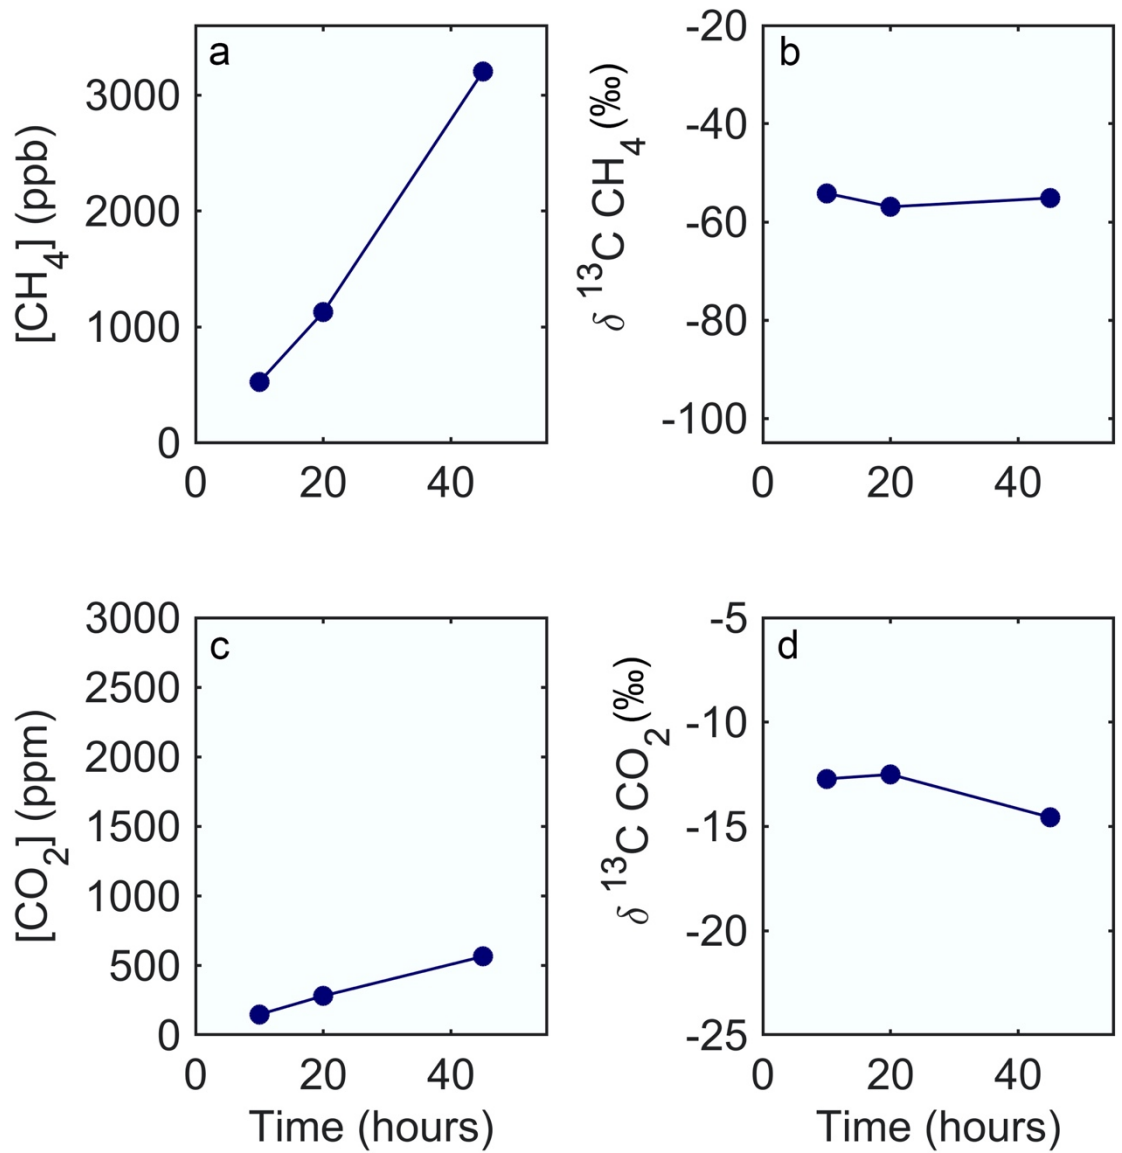 a
[CH4] (ppb)
3000
2000
1000
0
0 20 40
b
δ 13C CH4 (‰)
-20
-40
-60
-80
-100
0 20 40
c
[CO2] (ppm)
3000
2500
2000
1500
1000
500
0
0 20 40
Time (hours)
d
δ 13C CO2 (‰)
-5
-10
-15
-20
-25
0 20 40
Time (hours)